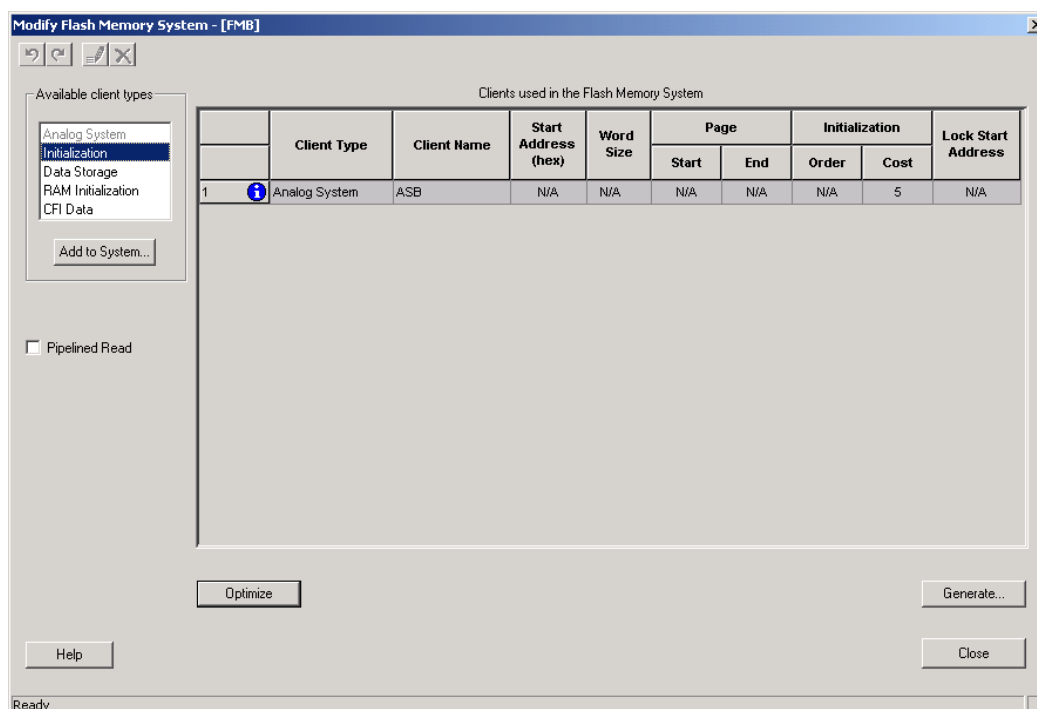 Modify Flash Memory System - [FMB]
Available client types
Analog System
Initialization
Data Storage
RAM Initialization
CFI Data
Add to System...
Pipelined Read
Clients used in the Flash Memory System
Client Type
Client Name
Start Address (hex)
Word Size
Page
Start
End
Initialization
Order
Cost
Lock Start Address
1 Analog System ASB N/A N/A N/A N/A N/A 5 N/A
Optimize
Generate...
Help
Close
Ready